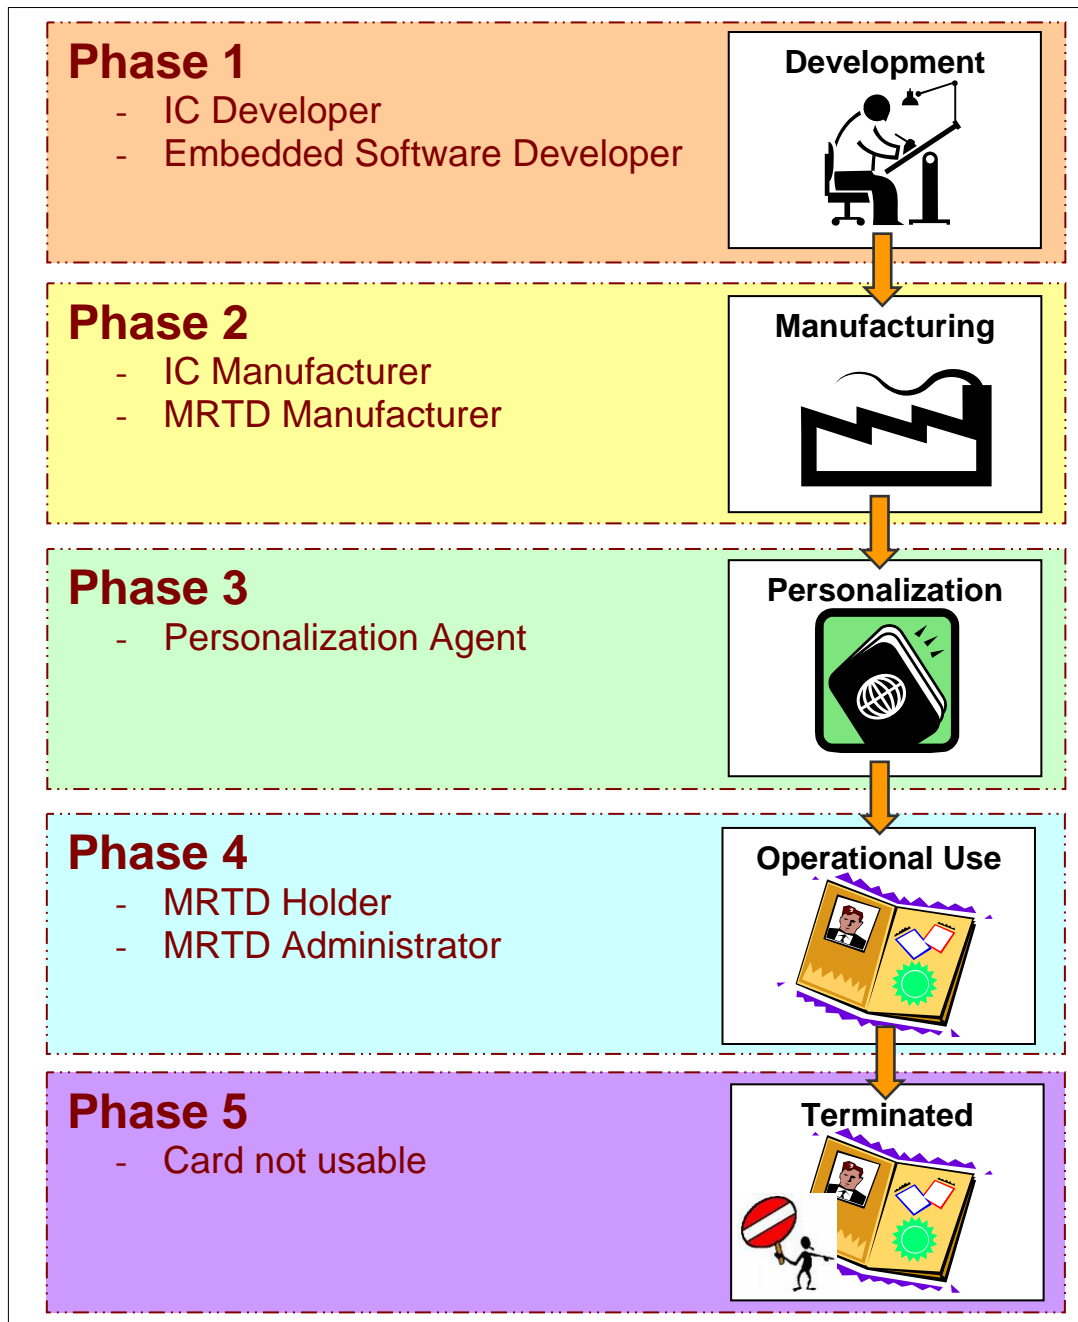 Phase 1
- IC Developer
- Embedded Software Developer
Development
Phase 2
- IC Manufacturer
- MRTD Manufacturer
Manufacturing
Phase 3
- Personalization Agent
Personalization
Phase 4
- MRTD Holder
- MRTD Administrator
Operational Use
Phase 5
- Card not usable
Terminated